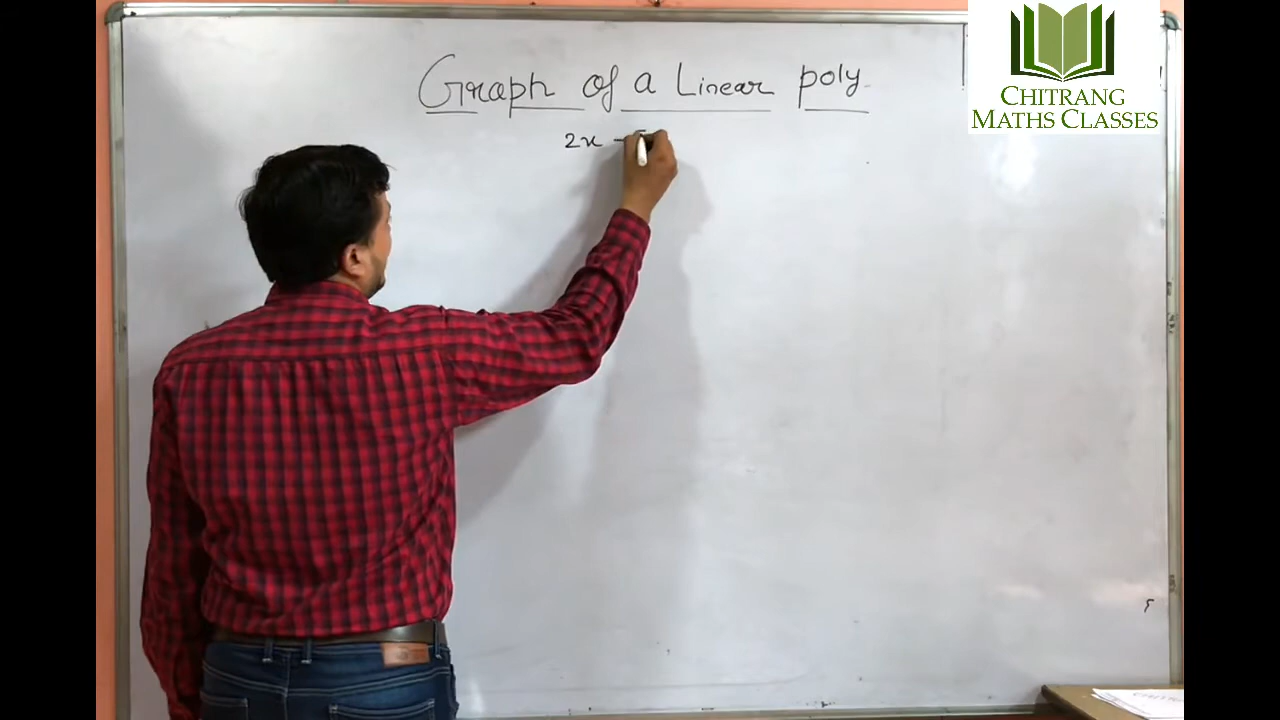 Graph of a Linear poly.
2x -
CHITRANG
MATHS CLASSES